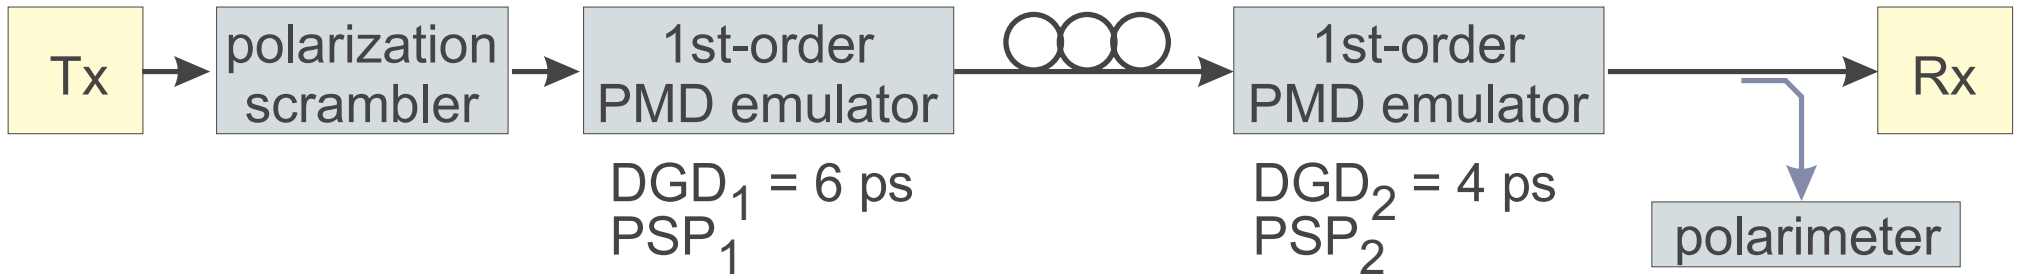 Tx
polarization
scrambler
1st-order
PMD emulator
DGD1 = 6 ps
PSP1
1st-order
PMD emulator
DGD2 = 4 ps
PSP2
Rx
polarimeter